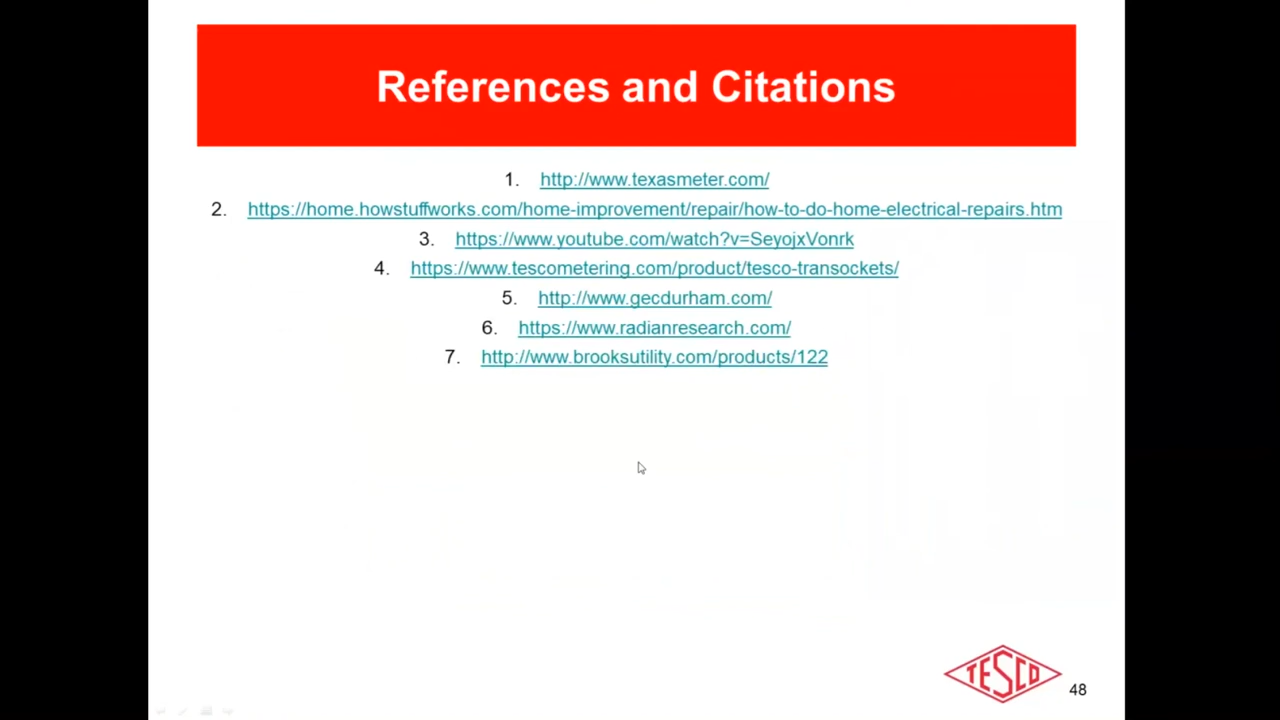 References and Citations
1. http://www.texasmeter.com/
2. https://home.howstuffworks.com/home-improvement/repair/how-to-do-home-electrical-repairs.htm
3. https://www.youtube.com/watch?v=SeyojxVonrk
4. https://www.tescometering.com/product/tesco-transockets/
5. http://www.gecdurham.com/
6. https://www.radianresearch.com/
7. http://www.brooksutility.com/products/122
TESCO
48